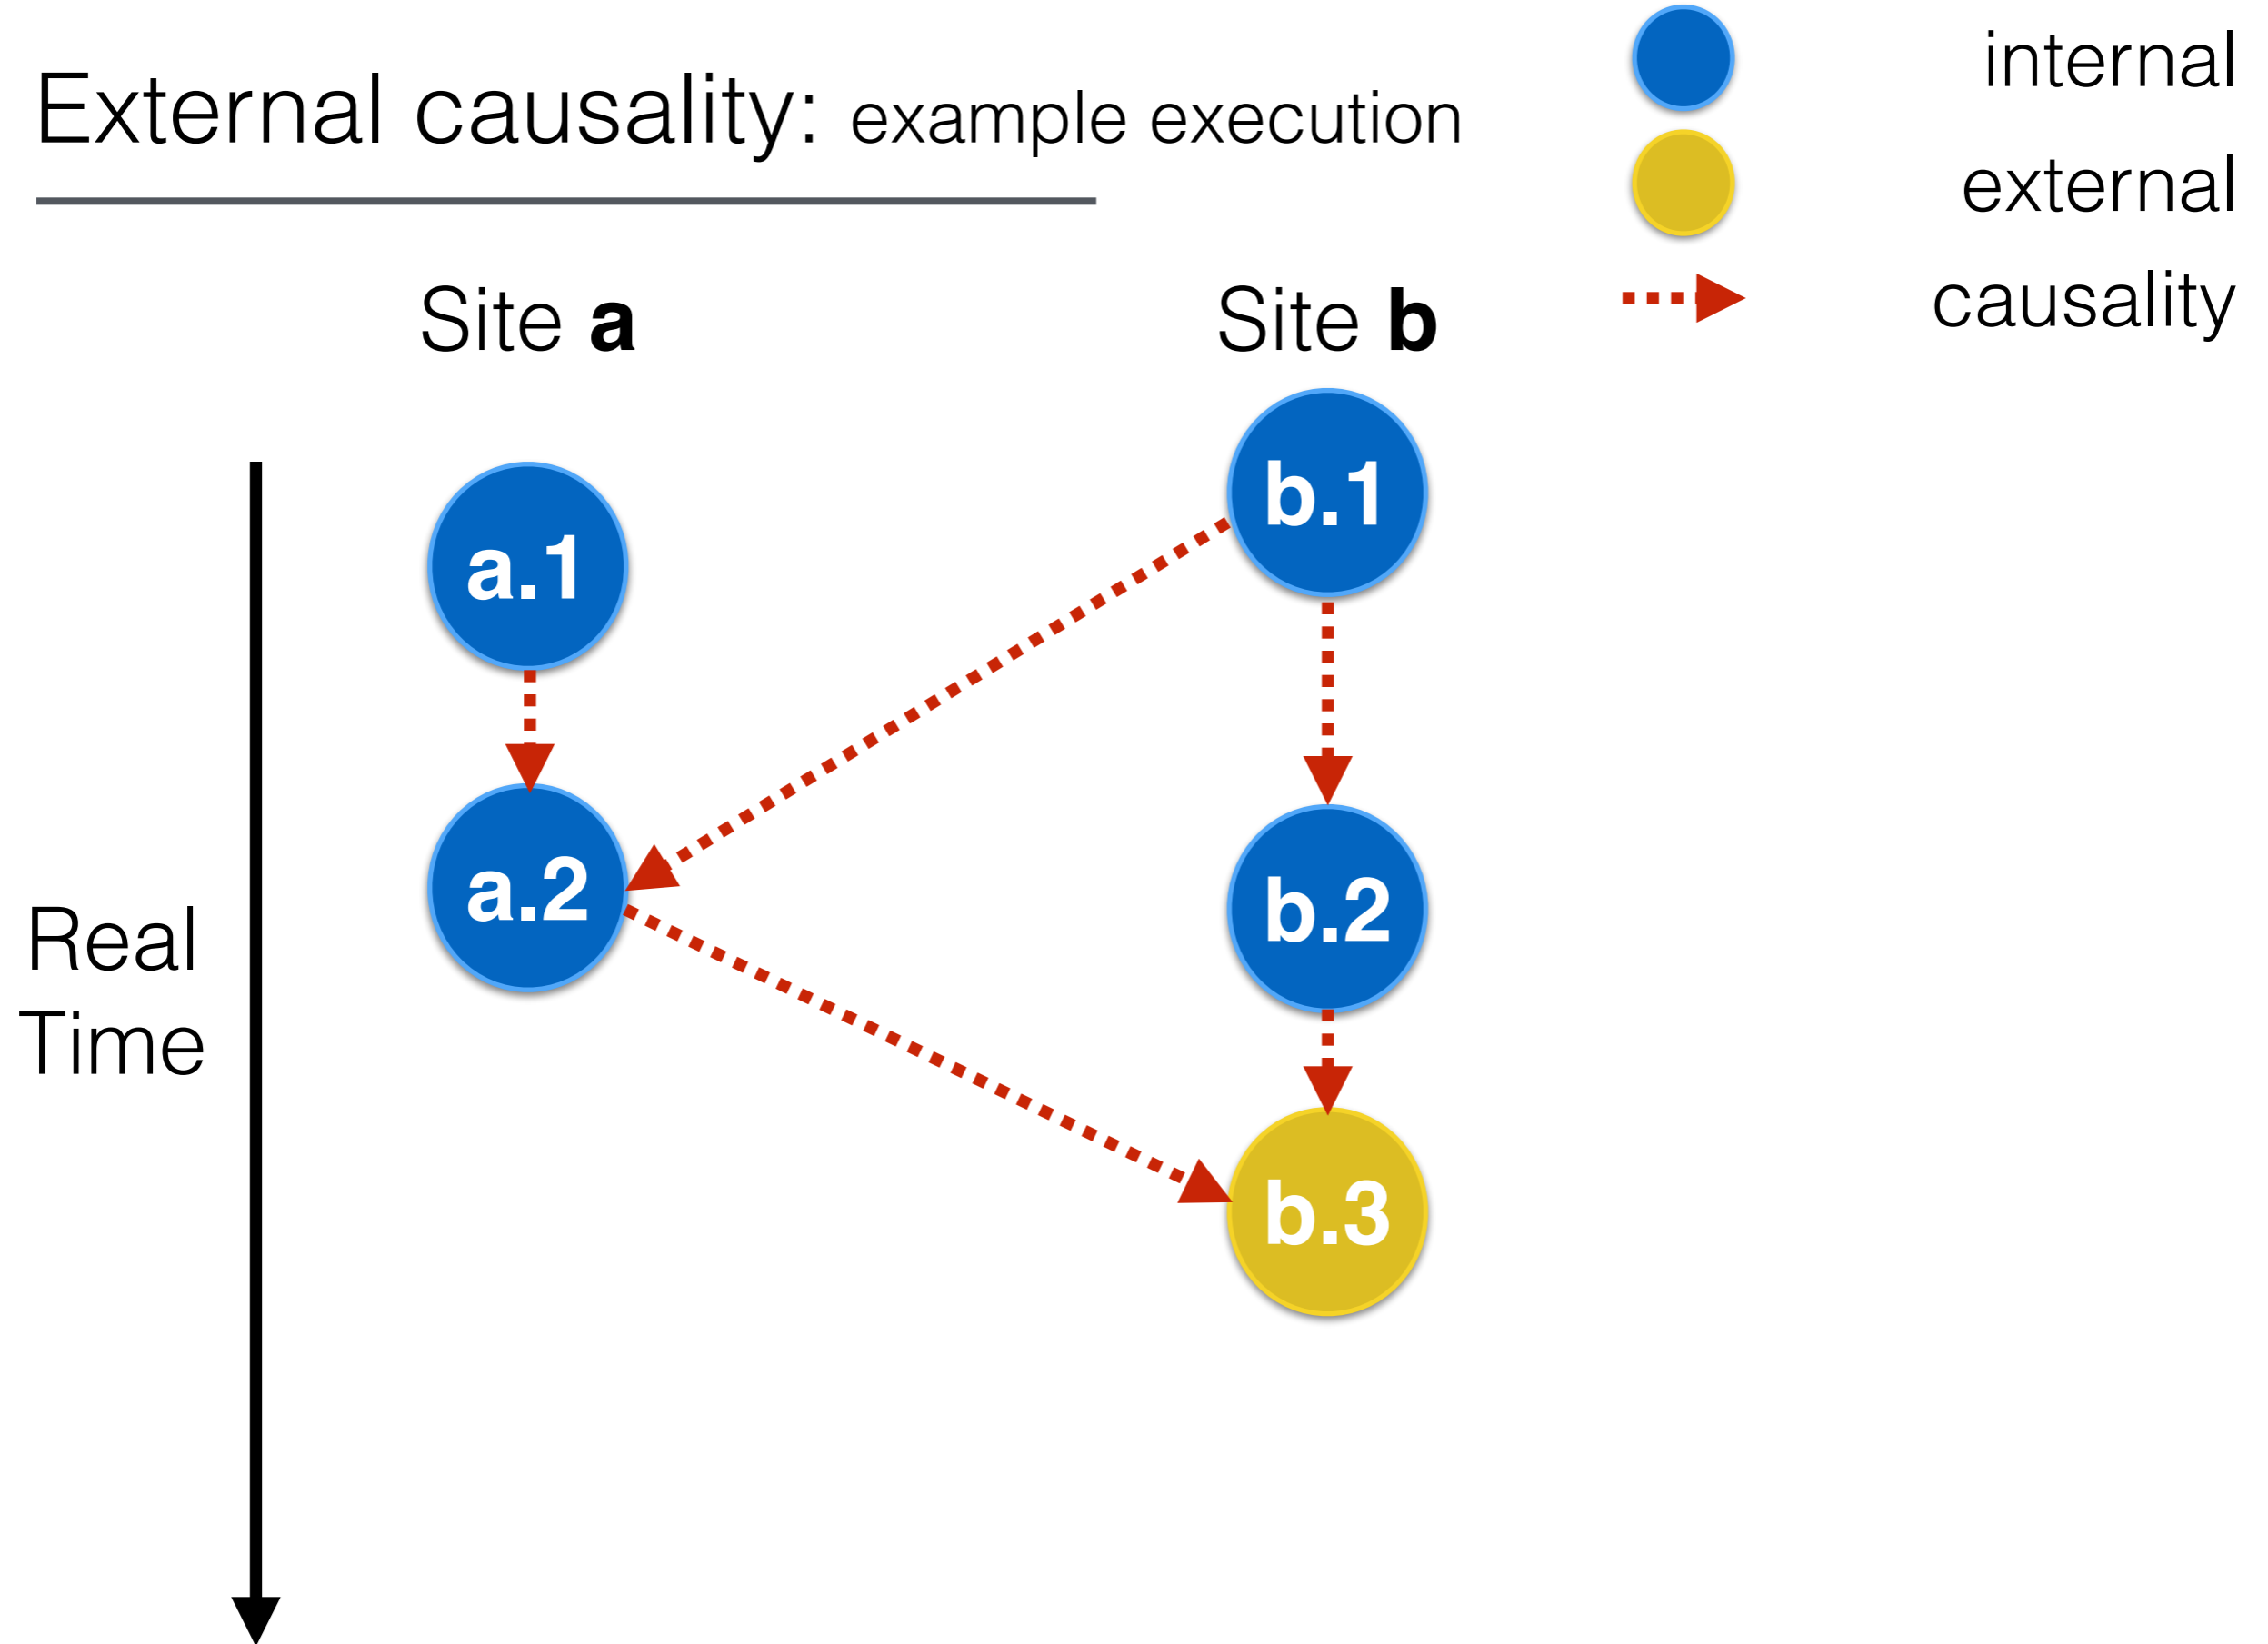 External causality: example execution
internal
external
causality
Site a
Site b
b.1
a.1
a.2
b.2
Real
Time
b.3